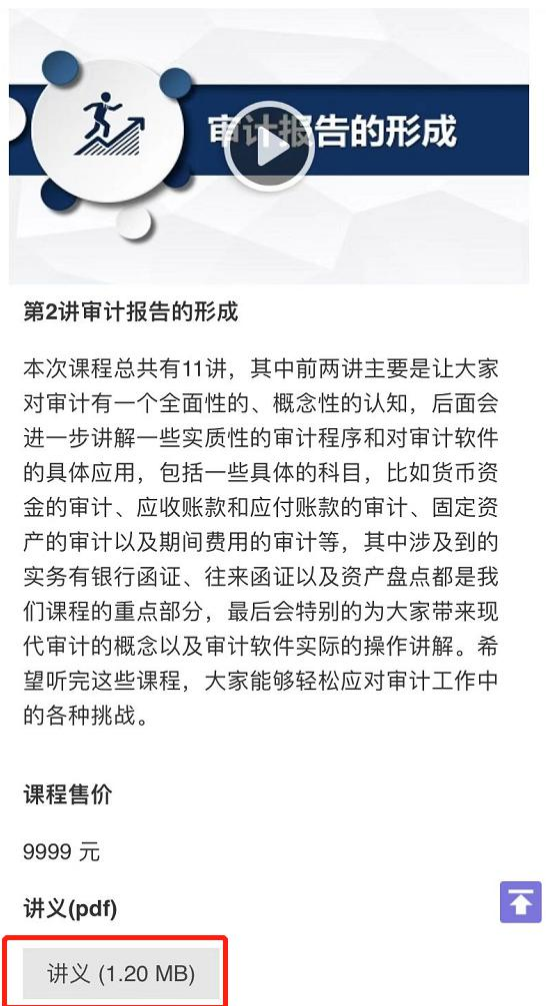 审计报告的形成
第2讲审计报告的形成
本次课程总共有11讲，其中前两讲主要是让大家
对审计有一个全面性的、概念性的认知，后面会
进一步讲解一些实质性的审计程序和对审计软件
的具体应用，包括一些具体的科目，比如货币资
金的审计、应收账款和应付账款的审计、固定资
产的审计以及期间费用的审计等，其中涉及到的
实务有银行函证、往来函证以及资产盘点都是我
们课程的重点部分，最后会特别的为大家带来现
代审计的概念以及审计软件实际的操作讲解。希
望听完这些课程，大家能够轻松应对审计工作中
的各种挑战。
课程售价
9999 元
讲义(pdf)
讲义 (1.20 MB)